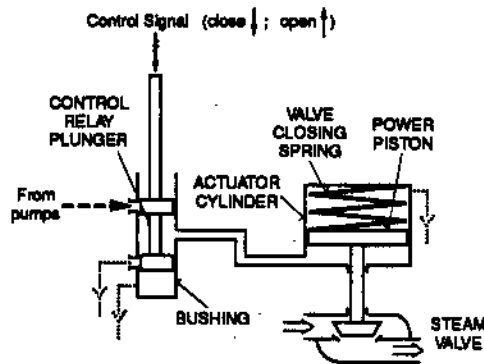 Control Signal (close ; open )
CONTROL
RELAY
PLUNGER
VALVE
CLOSING
SPRING
POWER
PISTON
ACTUATOR
CYLINDER
From
pumps
BUSHING
STEAM
VALVE